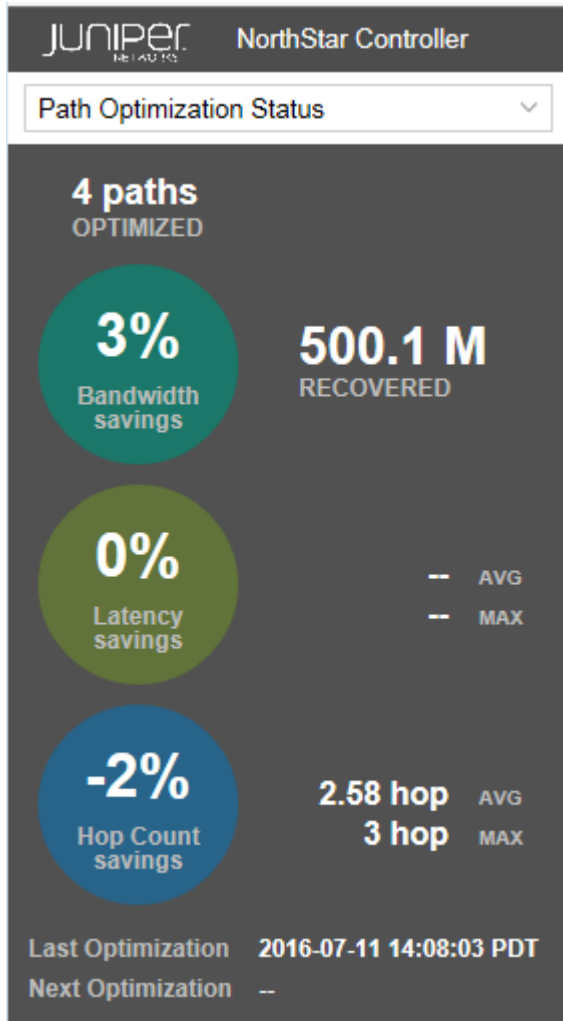 JUNIPEr
NETWORKS
NorthStar Controller
Path Optimization Status
4 paths
OPTIMIZED
3%
Bandwidth
savings
500.1 M
RECOVERED
0%
Latency
savings
-- AVG
-- MAX
-2%
Hop Count
savings
2.58 hop AVG
3 hop MAX
Last Optimization 2016-07-11 14:08:03 PDT
Next Optimization --